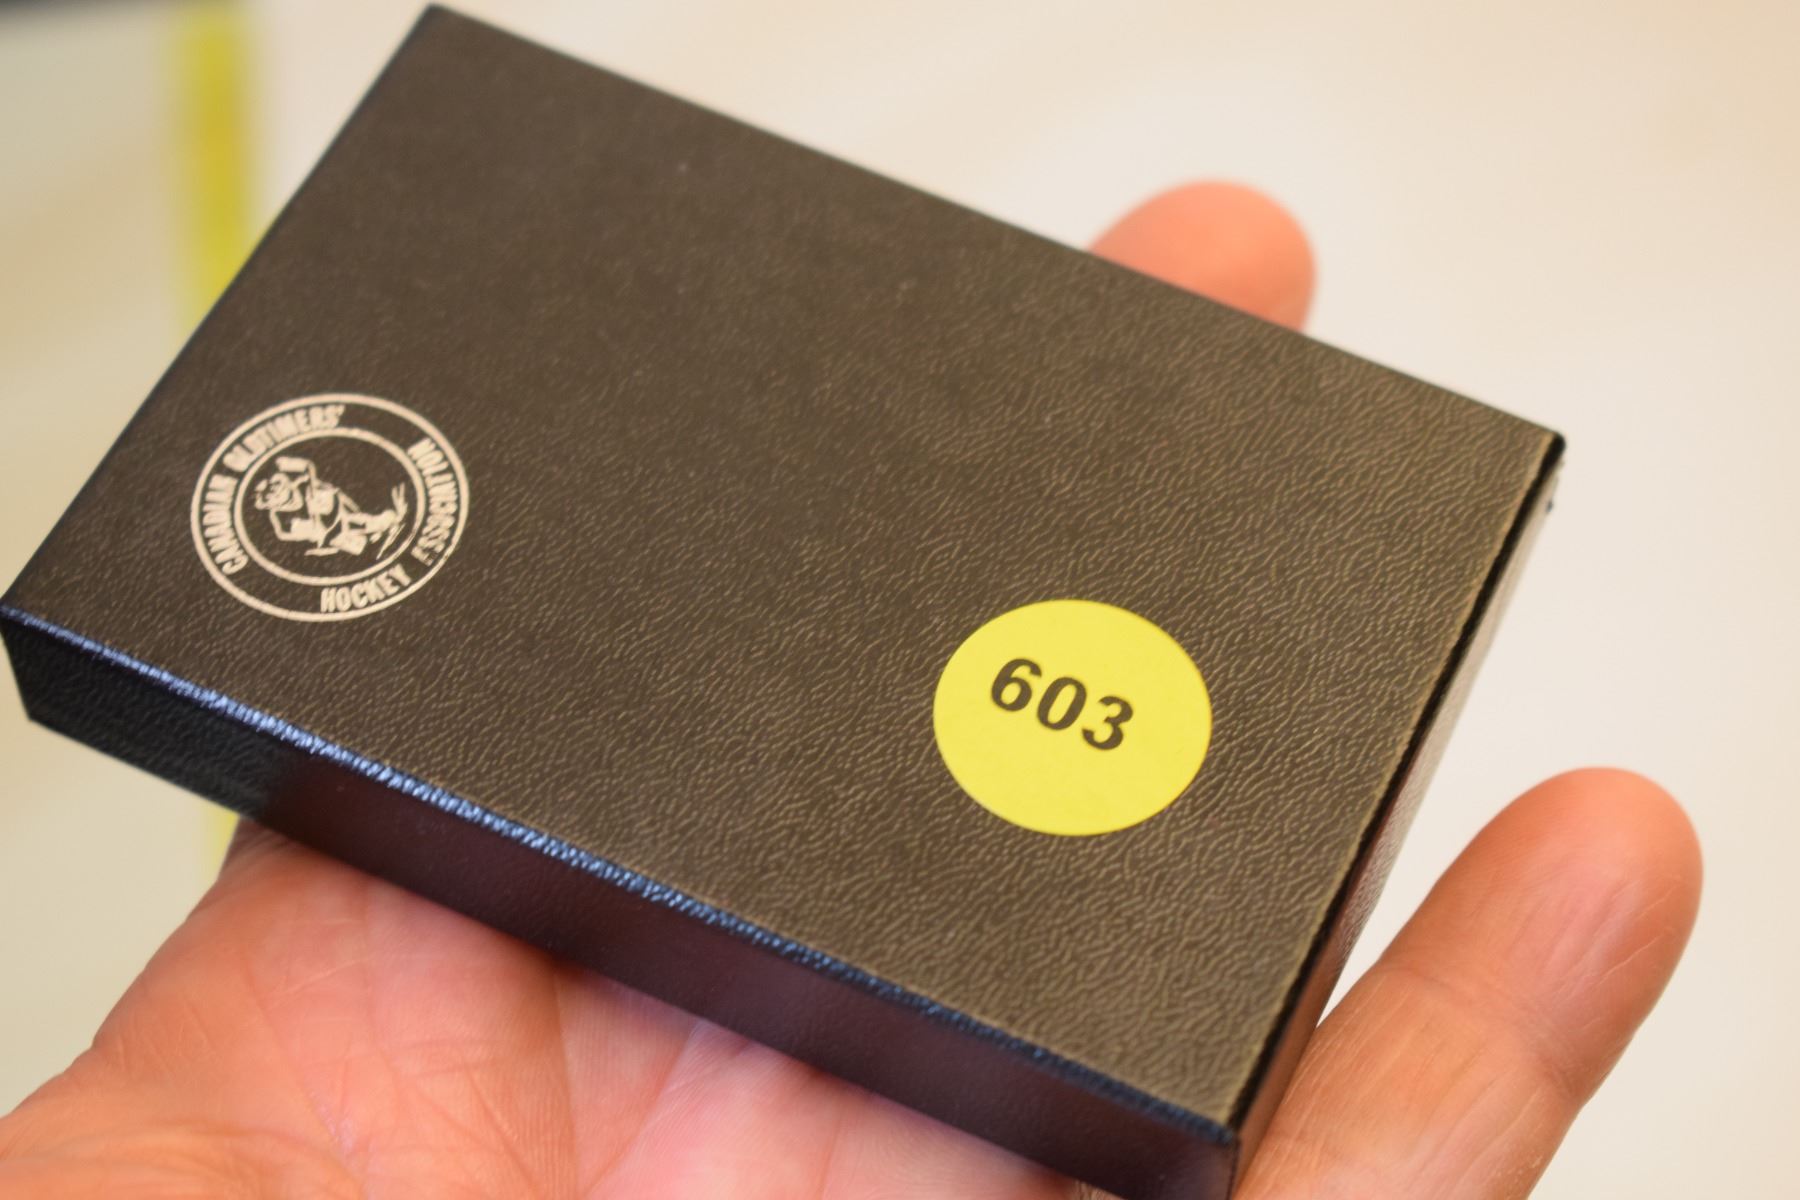 CANADIAN OLDTIMERS'
HOCKEY ASSOCIATION
603